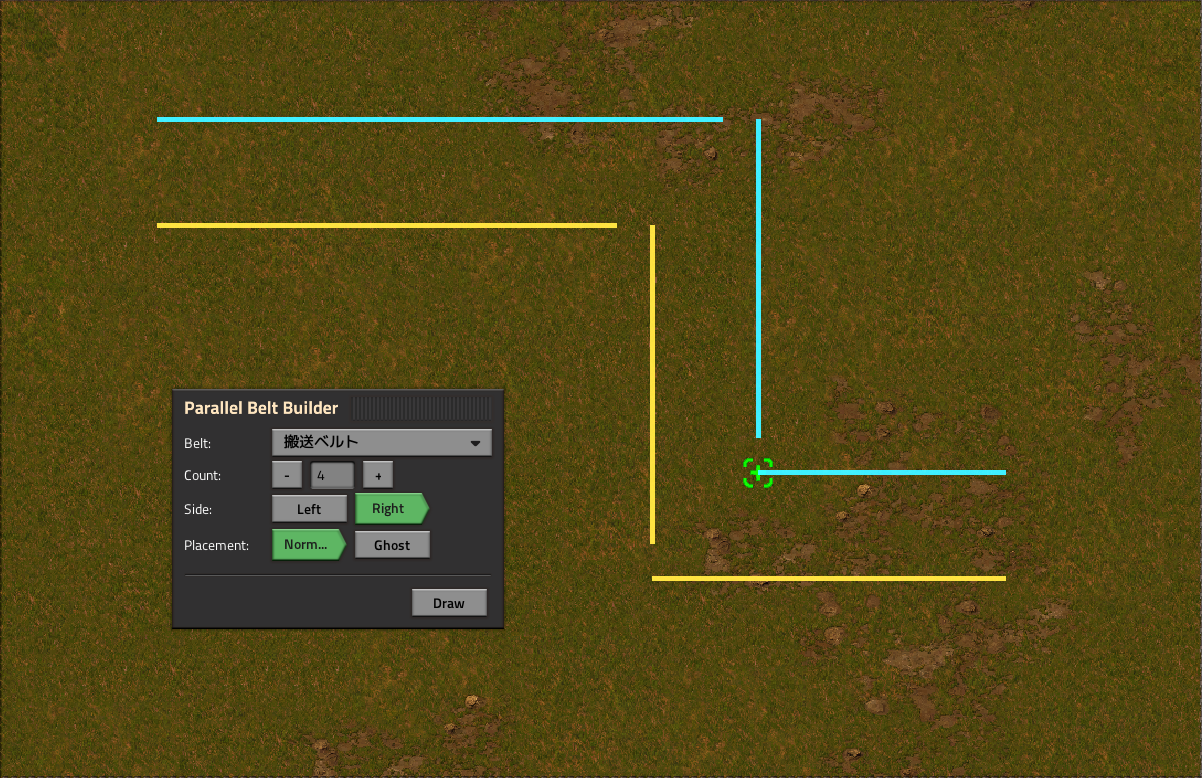 Parallel Belt Builder
Belt: 搬送ベルト
Count: - 4 +
Side: Left Right
Placement: Norm... Ghost
Draw